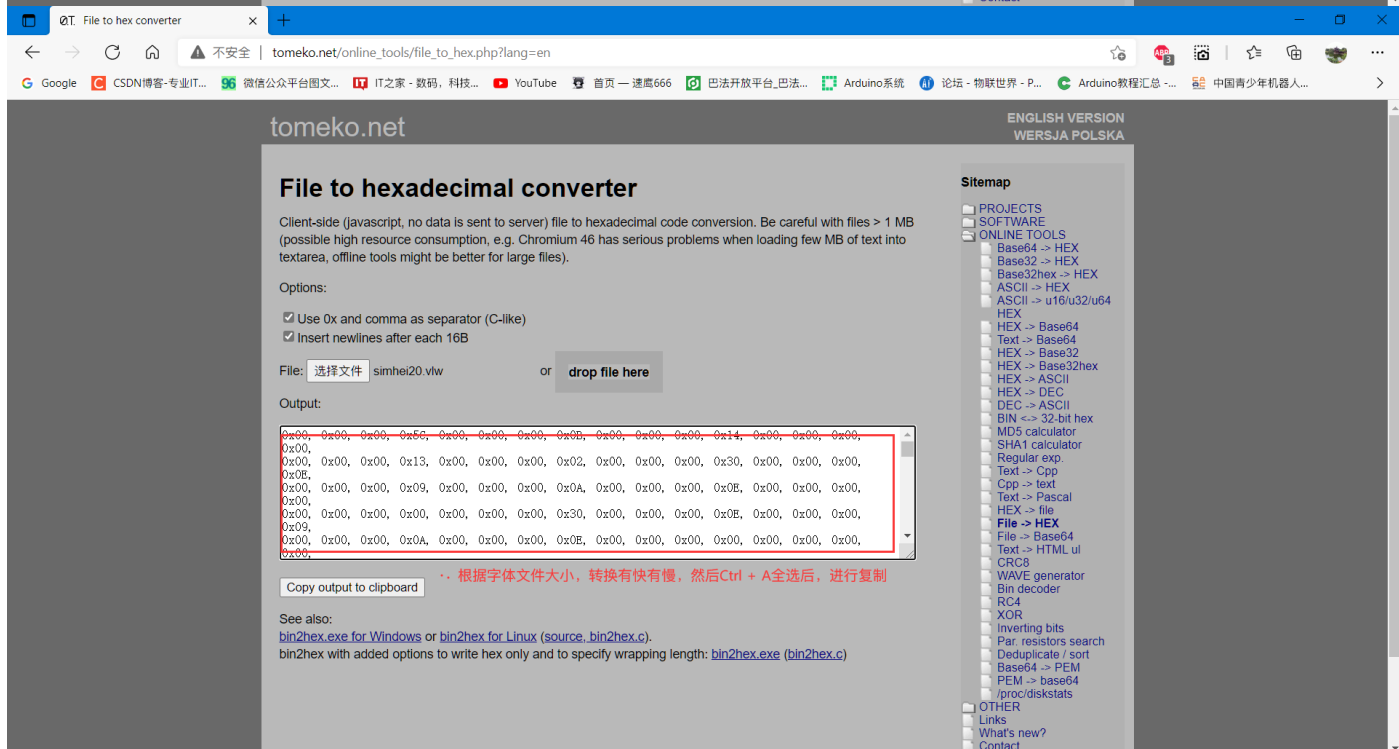 Contact
File to hex converter
不安全 | tomeko.net/online_tools/file_to_hex.php?lang=en
ABP 3
Google
CSDN博客-专业IT...
96 微信公众平台图文...
IT之家 - 数码，科技...
YouTube
首页 — 速鹰666
巴法开放平台_巴法...
Arduino系统
论坛 - 物联世界 - P...
Arduino教程汇总 -...
中国青少年机器人...
tomeko.net
ENGLISH VERSION
WERSJA POLSKA
File to hexadecimal converter
Client-side (javascript, no data is sent to server) file to hexadecimal code conversion. Be careful with files > 1 MB
(possible high resource consumption, e.g. Chromium 46 has serious problems when loading few MB of text into
textarea, offline tools might be better for large files).
Options:
Use 0x and comma as separator (C-like)
Insert newlines after each 16B
File: 选择文件 simhei20.vlw or drop file here
Output:
0x00, 0x00, 0x00, 0x5C, 0x00, 0x00, 0x00, 0x0B, 0x00, 0x00, 0x00, 0x14, 0x00, 0x00, 0x00,
0x00,
0x00, 0x00, 0x00, 0x13, 0x00, 0x00, 0x00, 0x02, 0x00, 0x00, 0x00, 0x30, 0x00, 0x00, 0x00,
0x0E,
0x00, 0x00, 0x00, 0x09, 0x00, 0x00, 0x00, 0x0A, 0x00, 0x00, 0x00, 0x0E, 0x00, 0x00, 0x00,
0x00,
0x00, 0x00, 0x00, 0x00, 0x00, 0x00, 0x00, 0x30, 0x00, 0x00, 0x00, 0x0E, 0x00, 0x00, 0x00,
0x09,
0x00, 0x00, 0x00, 0x0A, 0x00, 0x00, 0x00, 0x0E, 0x00, 0x00, 0x00, 0x00, 0x00, 0x00, 0x00,
0x00,
Copy output to clipboard
·. 根据字体文件大小，转换有快有慢，然后Ctrl + A全选后，进行复制
See also:
bin2hex.exe for Windows or bin2hex for Linux (source, bin2hex.c).
bin2hex with added options to write hex only and to specify wrapping length: bin2hex.exe (bin2hex.c)
Sitemap
PROJECTS
SOFTWARE
ONLINE TOOLS
Base64 -> HEX
Base32 -> HEX
Base32hex -> HEX
ASCII -> HEX
ASCII -> u16/u32/u64
HEX
HEX -> Base64
Text -> Base64
HEX -> Base32
HEX -> Base32hex
HEX -> ASCII
HEX -> DEC
DEC -> ASCII
BIN <-> 32-bit hex
MD5 calculator
SHA1 calculator
Regular exp.
Text -> Cpp
Cpp -> text
Text -> Pascal
HEX -> file
File -> HEX
File -> Base64
Text -> HTML ul
CRC8
WAVE generator
Bin decoder
RC4
XOR
Inverting bits
Par. resistors search
Deduplicate / sort
Base64 -> PEM
PEM -> base64
/proc/diskstats
OTHER
Links
What's new?
Contact